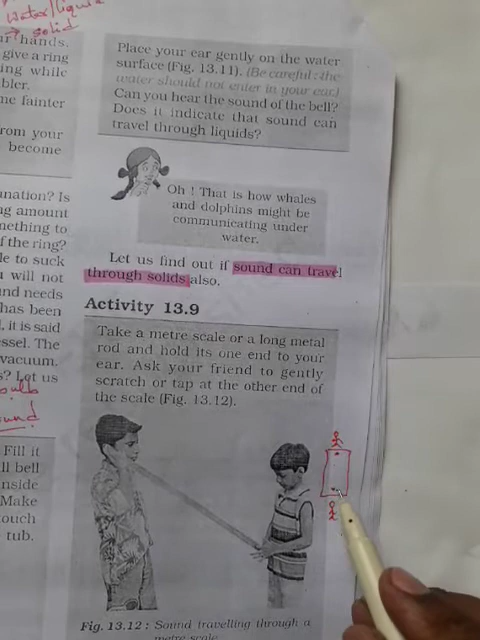 water/liquid
→ solid
ur hands.
give a ring
ing while
bler.
me fainter
rom your
become
nation? Is
ng amount
mething to
f the ring?
le to suck
u will not
und needs
has been
, it is said
essel. The
vacuum.
s? Let us
bulb
ound
Fill it
ll bell
nside
Make
ouch
tub.
Place your ear gently on the water
surface (Fig. 13.11). (Be careful : the
water should not enter in your ear.)
Can you hear the sound of the bell?
Does it indicate that sound can
travel through liquids?
Oh ! That is how whales
and dolphins might be
communicating under
water.
Let us find out if sound can travel
through solids also.
Activity 13.9
Take a metre scale or a long metal
rod and hold its one end to your
ear. Ask your friend to gently
scratch or tap at the other end of
the scale (Fig. 13.12).
Fig. 13.12 : Sound travelling through a
metre scale